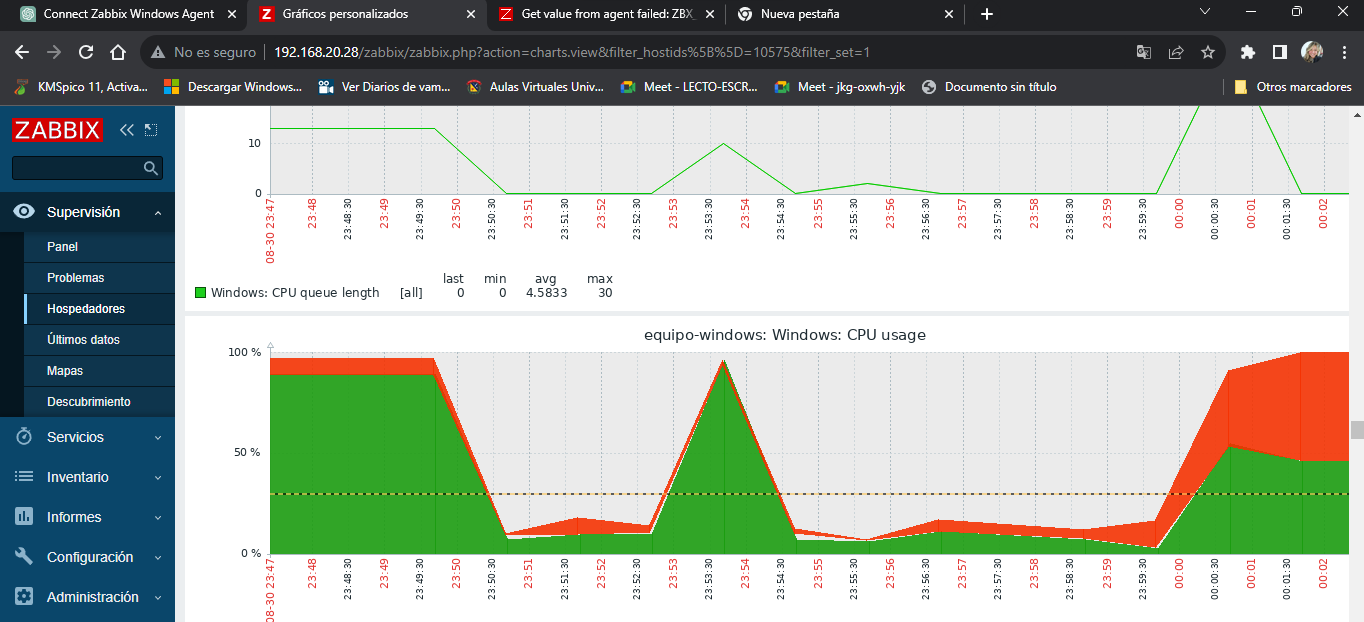 Connect Zabbix Windows Agent
Gráficos personalizados
Get value from agent failed: ZBX_
Nueva pestaña
No es seguro
192.168.20.28/zabbix/zabbix.php?action=charts.view&filter_hostids%5B%5D=10575&filter_set=1
KMSpico 11, Activa...
Descargar Windows...
Ver Diarios de vam...
Aulas Virtuales Univ...
Meet - LECTO-ESCR...
Meet - jkg-oxwh-yjk
Documento sin título
Otros marcadores
ZABBIX
Supervisión
Panel
Problemas
Hospedadores
Últimos datos
Mapas
Descubrimiento
Servicios
Inventario
Informes
Configuración
Administración
10
0
08-30 23:47
23:48
23:48:30
23:49
23:49:30
23:50
23:50:30
23:51
23:51:30
23:52
23:52:30
23:53
23:53:30
23:54
23:54:30
23:55
23:55:30
23:56
23:56:30
23:57
23:57:30
23:58
23:58:30
23:59
23:59:30
00:00
00:00:30
00:01
00:01:30
00:02
last min avg max
Windows: CPU queue length [all] 0 0 4.5833 30
equipo-windows: Windows: CPU usage
100 %
50 %
0 %
08-30 23:47
23:48
23:48:30
23:49
23:49:30
23:50
23:50:30
23:51
23:51:30
23:52
23:52:30
23:53
23:53:30
23:54
23:54:30
23:55
23:55:30
23:56
23:56:30
23:57
23:57:30
23:58
23:58:30
23:59
23:59:30
00:00
00:00:30
00:01
00:01:30
00:02